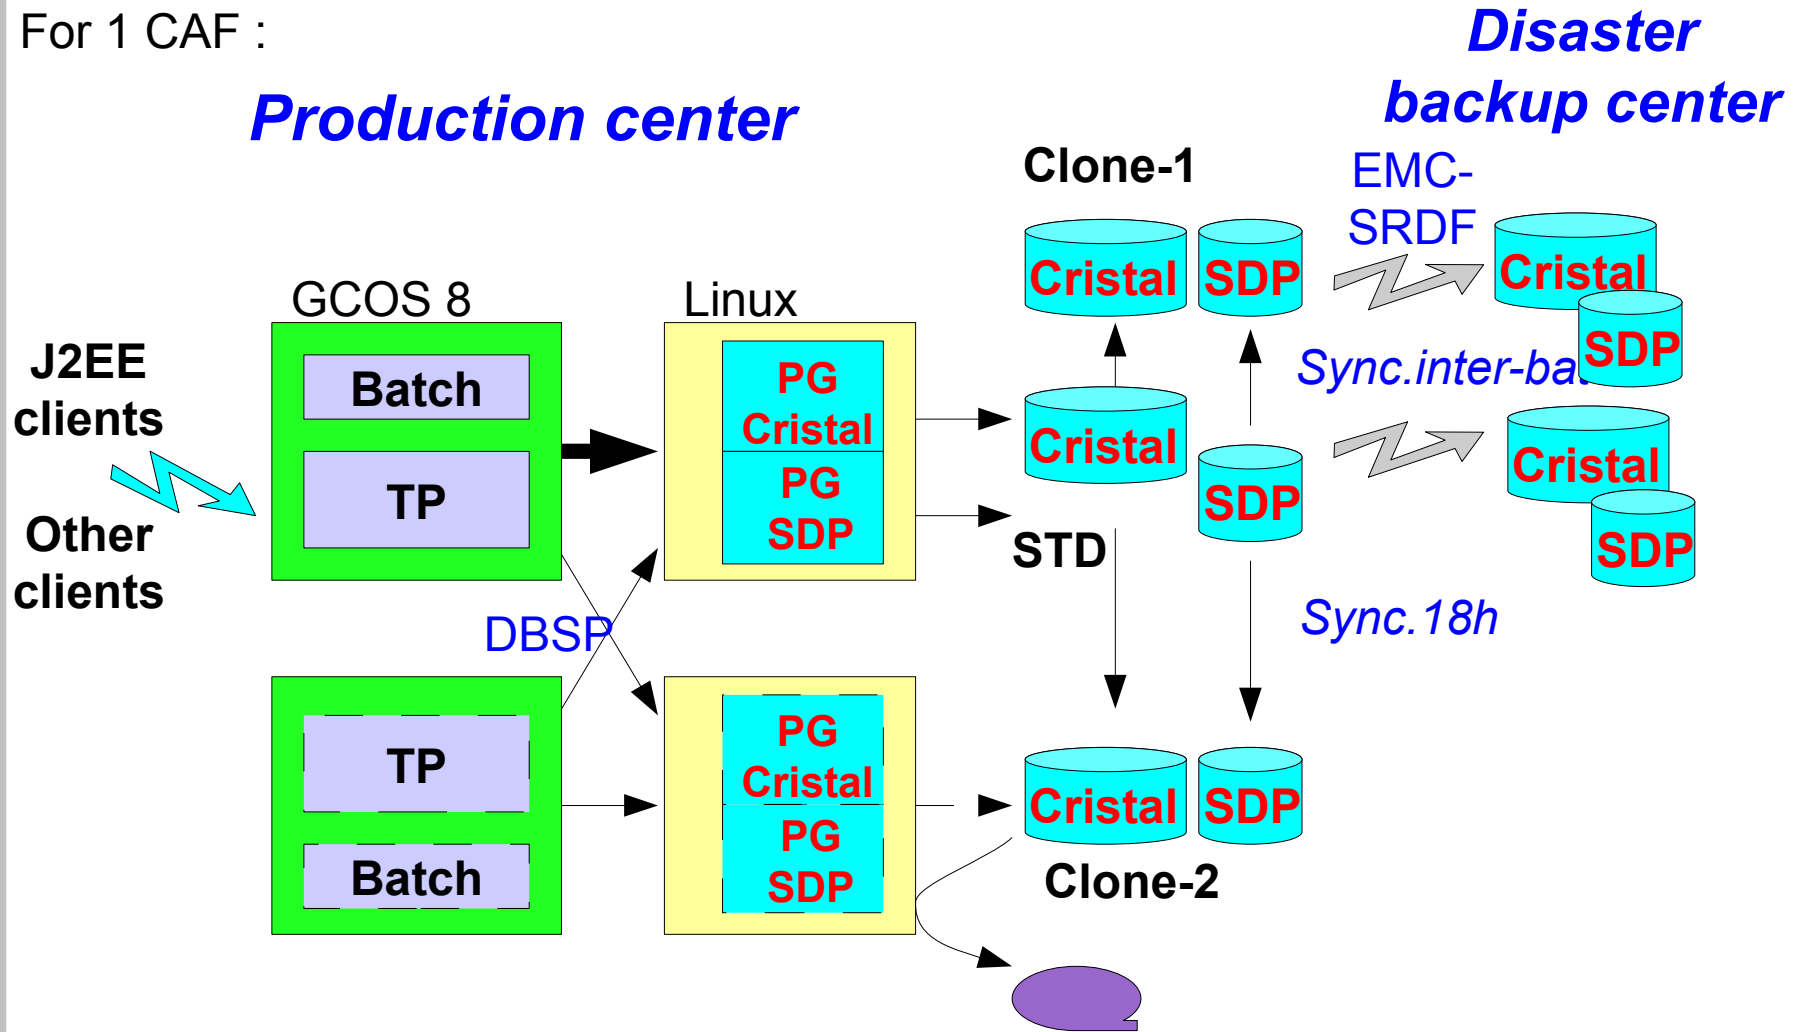 For 1 CAF :
Production center
Disaster
backup center
Clone-1
EMC-
SRDF
Cristal
SDP
Cristal
SDP
GCOS 8
Linux
J2EE
clients
Other
clients
Batch
TP
PG
Cristal
PG
SDP
Cristal
SDP
STD
Sync.inter-bat
Cristal
SDP
DBSP
Sync.18h
TP
Batch
PG
Cristal
PG
SDP
Cristal
SDP
Clone-2